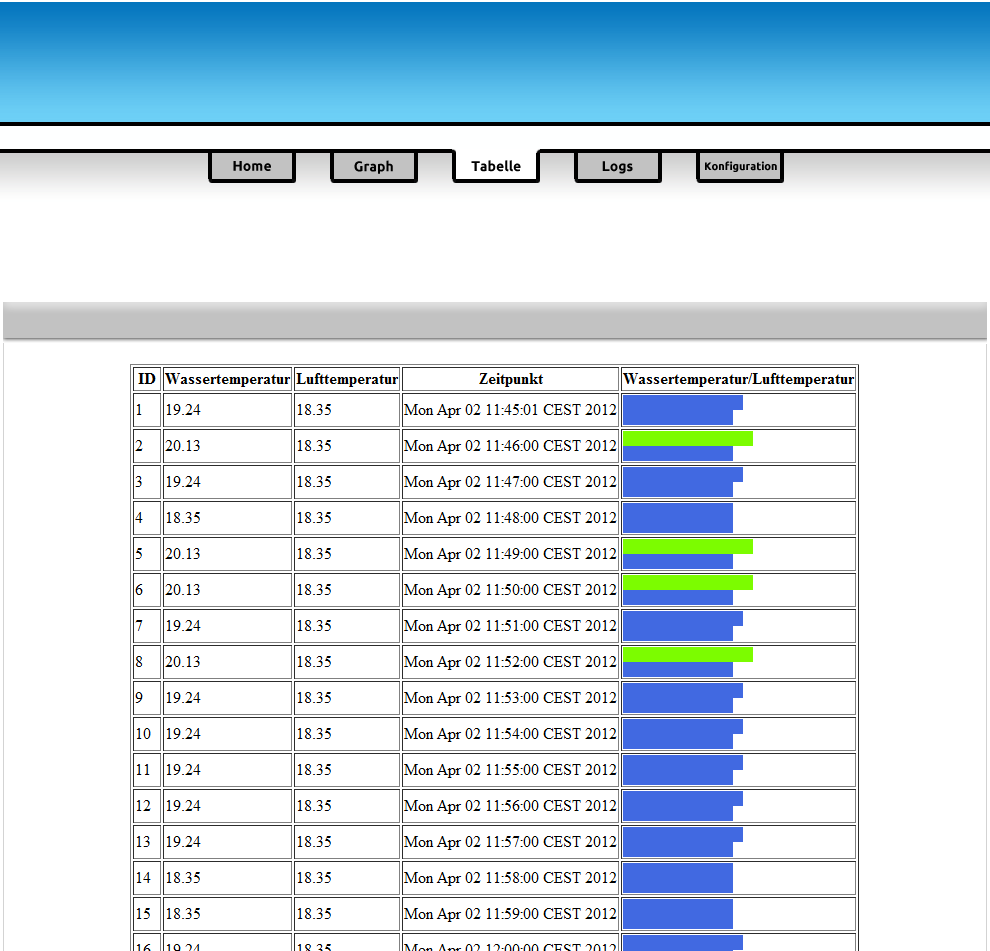 Home Graph Tabelle Logs Konfiguration
ID Wassertemperatur Lufttemperatur Zeitpunkt Wassertemperatur/Lufttemperatur
1 19.24 18.35 Mon Apr 02 11:45:01 CEST 2012
2 20.13 18.35 Mon Apr 02 11:46:00 CEST 2012
3 19.24 18.35 Mon Apr 02 11:47:00 CEST 2012
4 18.35 18.35 Mon Apr 02 11:48:00 CEST 2012
5 20.13 18.35 Mon Apr 02 11:49:00 CEST 2012
6 20.13 18.35 Mon Apr 02 11:50:00 CEST 2012
7 19.24 18.35 Mon Apr 02 11:51:00 CEST 2012
8 20.13 18.35 Mon Apr 02 11:52:00 CEST 2012
9 19.24 18.35 Mon Apr 02 11:53:00 CEST 2012
10 19.24 18.35 Mon Apr 02 11:54:00 CEST 2012
11 19.24 18.35 Mon Apr 02 11:55:00 CEST 2012
12 19.24 18.35 Mon Apr 02 11:56:00 CEST 2012
13 19.24 18.35 Mon Apr 02 11:57:00 CEST 2012
14 18.35 18.35 Mon Apr 02 11:58:00 CEST 2012
15 18.35 18.35 Mon Apr 02 11:59:00 CEST 2012
16 19.24 18.35 Mon Apr 02 12:00:00 CEST 2012